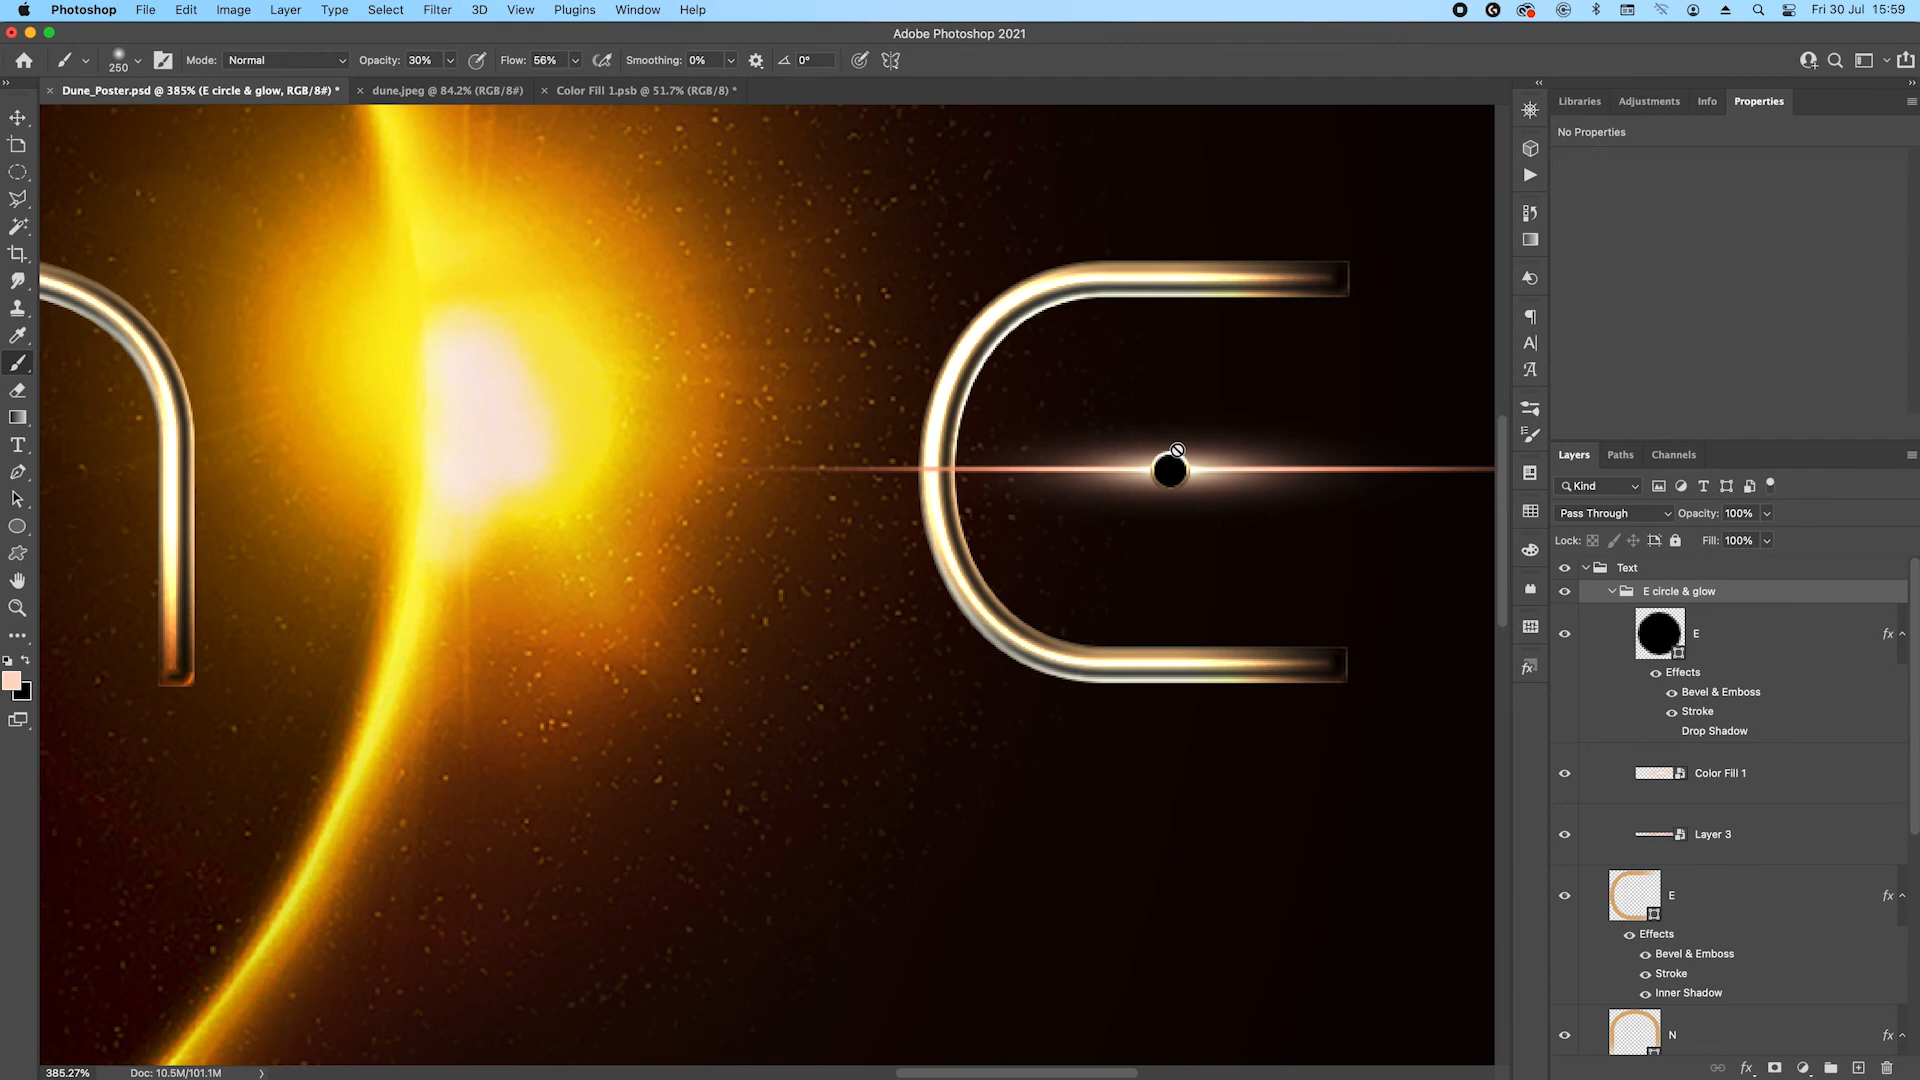 Photoshop File Edit Image Layer Type Select Filter 3D View Plugins Window Help Fri 30 Jul 15:59
Adobe Photoshop 2021
250 Mode: Normal Opacity: 30% Flow: 56% Smoothing: 0% 0°
Dune_Poster.psd @ 385% (E circle & glow, RGB/8#) * dune.jpeg @ 84.2% (RGB/8#) Color Fill 1.psb @ 51.7% (RGB/8) *
Libraries Adjustments Info Properties
No Properties
Layers Paths Channels
Kind
Pass Through Opacity: 100%
Lock: Fill: 100%
Text
E circle & glow
E fx
Effects
Bevel & Emboss
Stroke
Drop Shadow
Color Fill 1
Layer 3
E fx
Effects
Bevel & Emboss
Stroke
Inner Shadow
N fx
385.27% Doc: 10.5M/101.1M